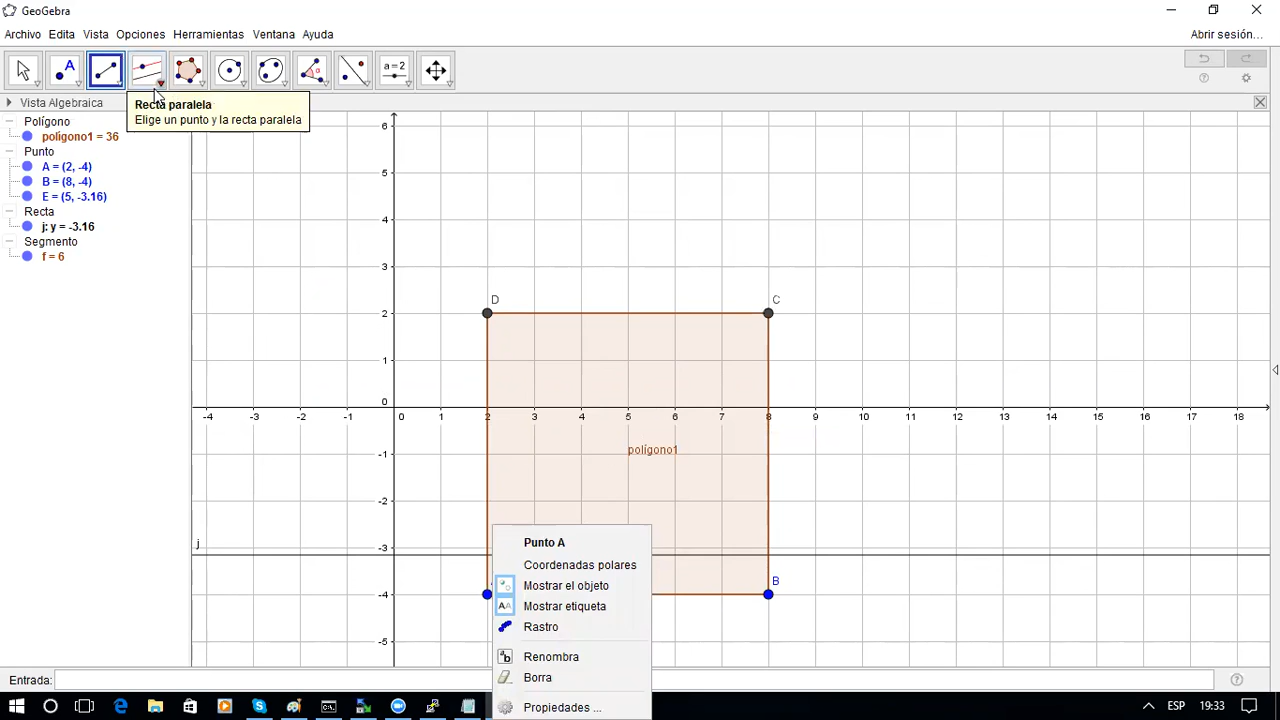 GeoGebra
Archivo Edita Vista Opciones Herramientas Ventana Ayuda
Abrir sesión...
A
α
a=2
Vista Algebraica
Recta paralela
Elige un punto y la recta paralela
Polígono
polígono1 = 36
Punto
A = (2, -4)
B = (8, -4)
E = (5, -3.16)
Recta
j: y = -3.16
Segmento
f = 6
6
5
4
3
D C
2
1
0
-4 -3 -2 -1 0 1 2 3 4 5 6 7 8 9 10 11 12 13 14 15 16 17 18
-1
polígono1
-2
-3
j
-4
B
-5
Punto A
Coordenadas polares
Mostrar el objeto
AA Mostrar etiqueta
Rastro
Renombra
Borra
Propiedades ...
Entrada:
ESP 19:33